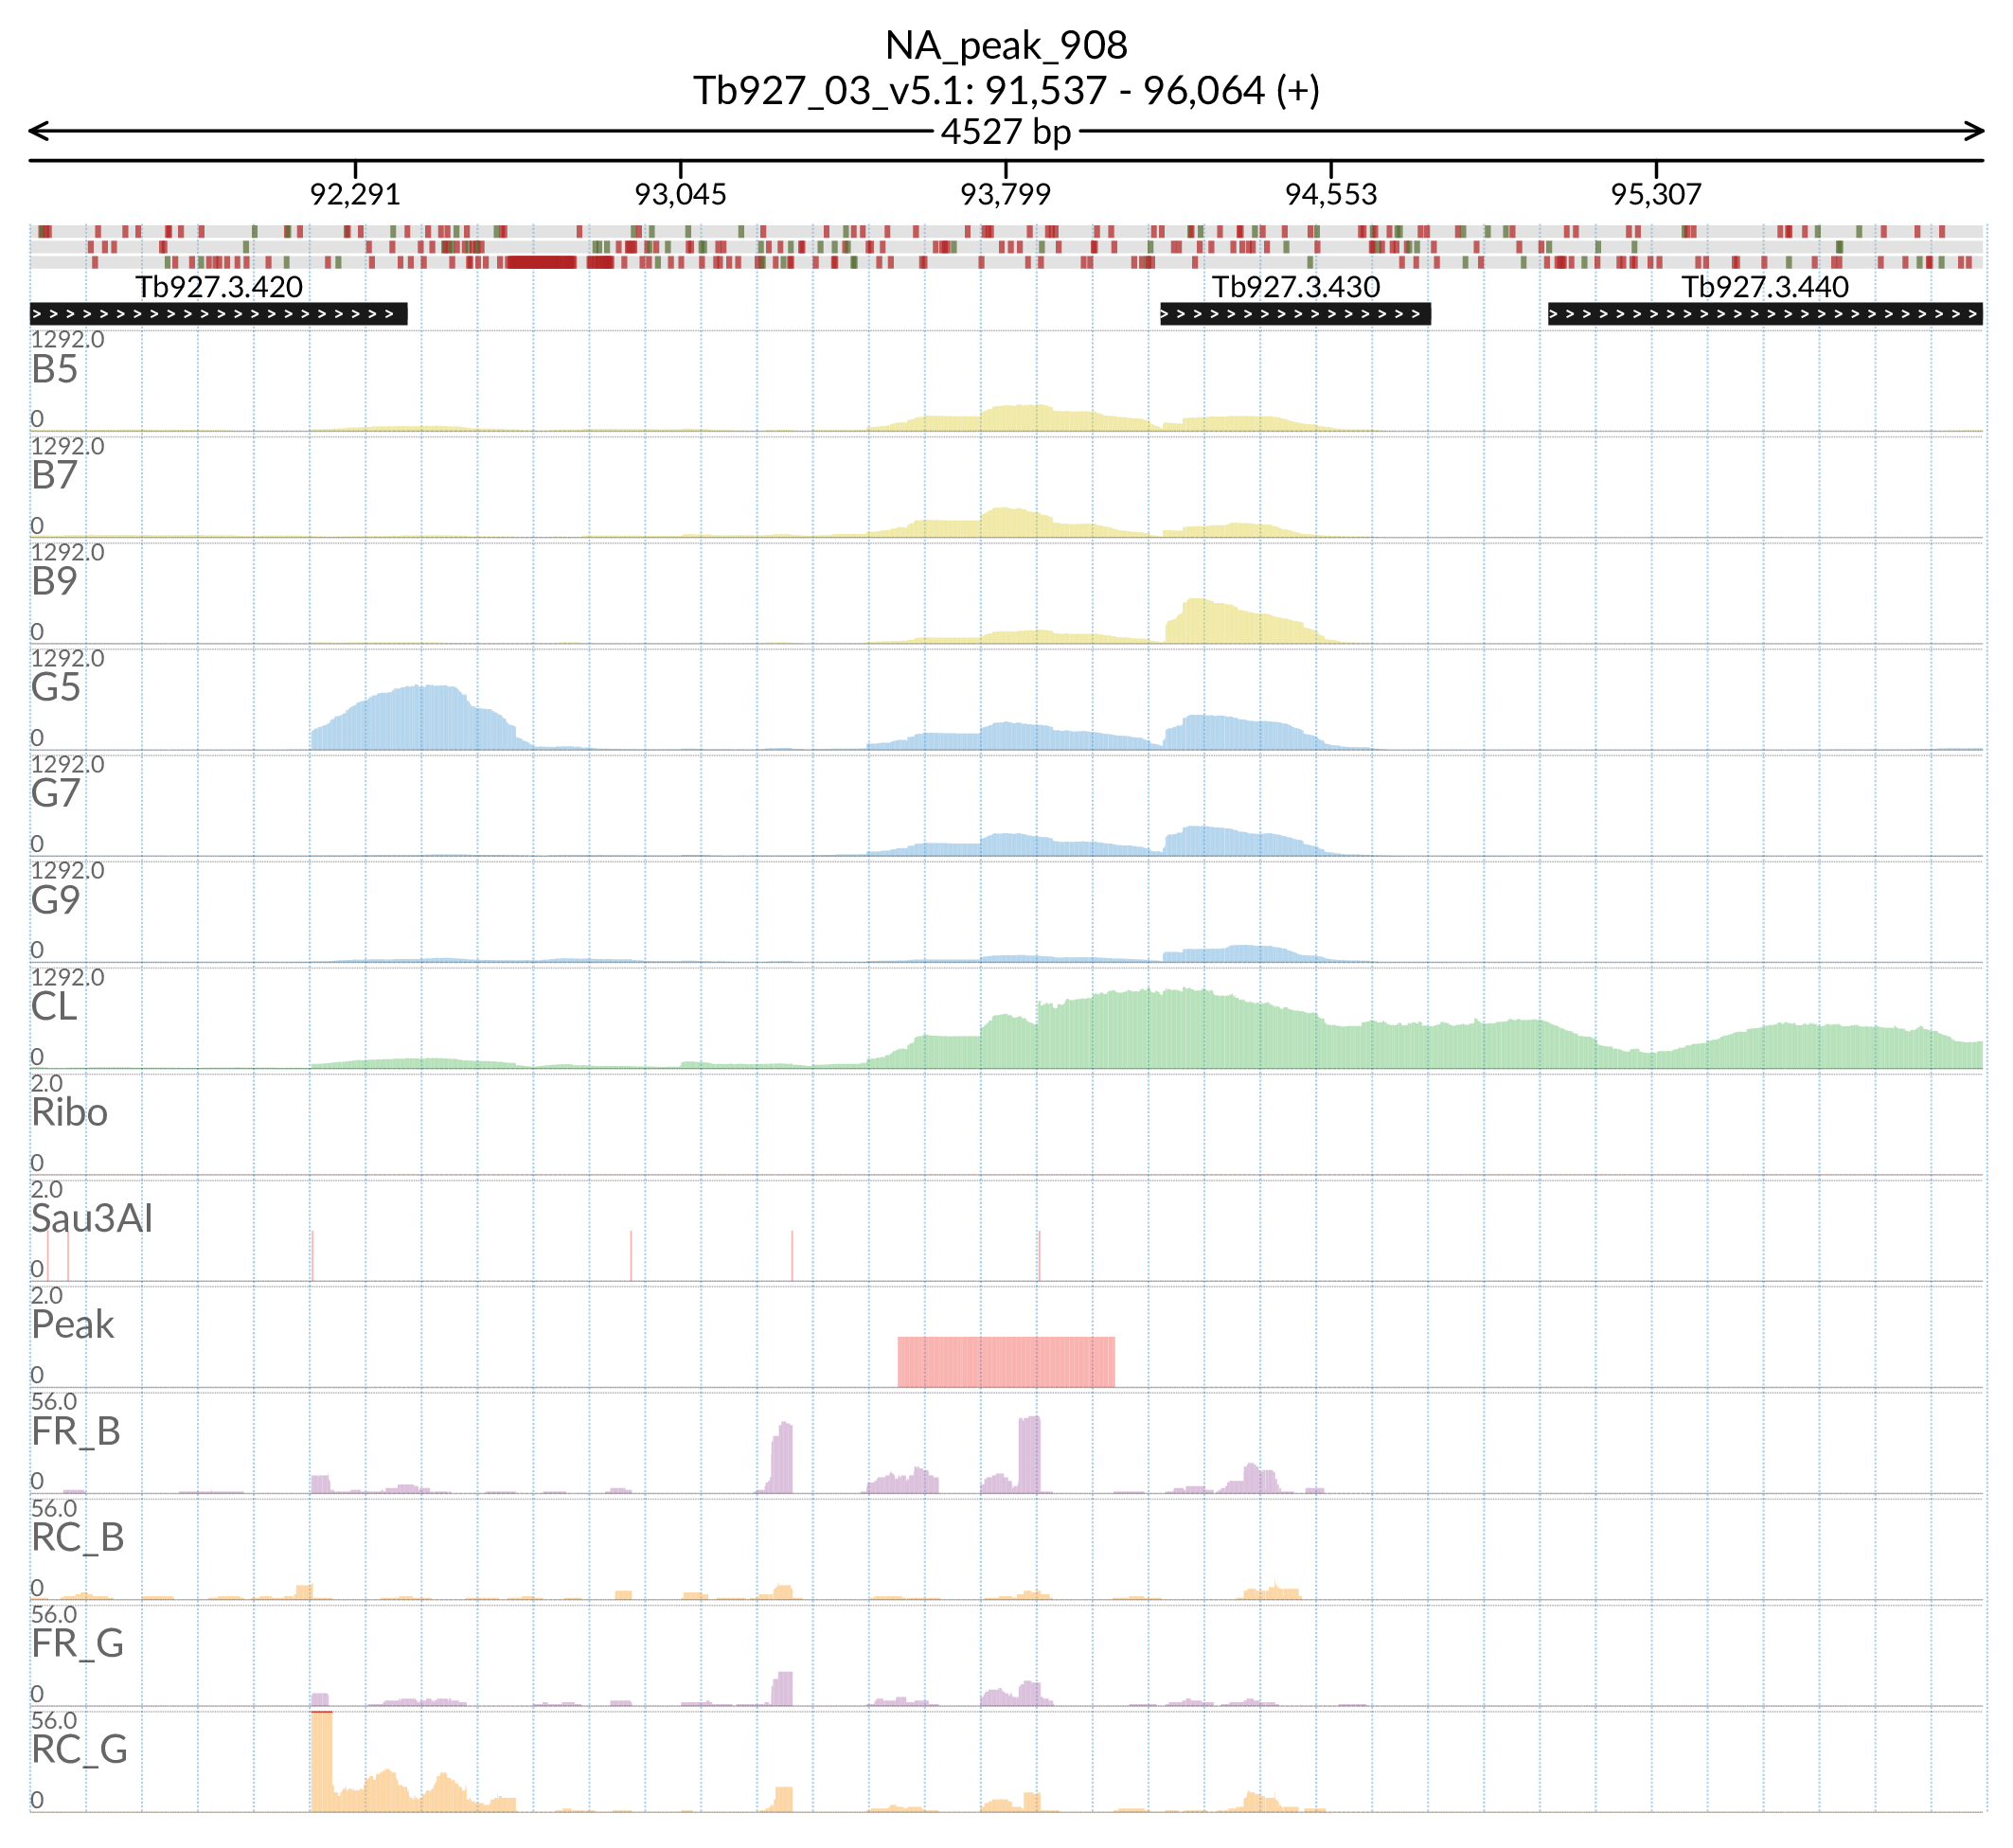 NA_peak_908
Tb927_03_v5.1: 91,537 - 96,064 (+)
4527 bp
92,291 93,045 93,799 94,553 95,307
Tb927.3.420 Tb927.3.430 Tb927.3.440
1292.0
B5
0
1292.0
B7
0
1292.0
B9
0
1292.0
G5
0
1292.0
G7
0
1292.0
G9
0
1292.0
CL
0
2.0
Ribo
0
2.0
Sau3AI
0
2.0
Peak
0
56.0
FR_B
0
56.0
RC_B
0
56.0
FR_G
0
56.0
RC_G
0